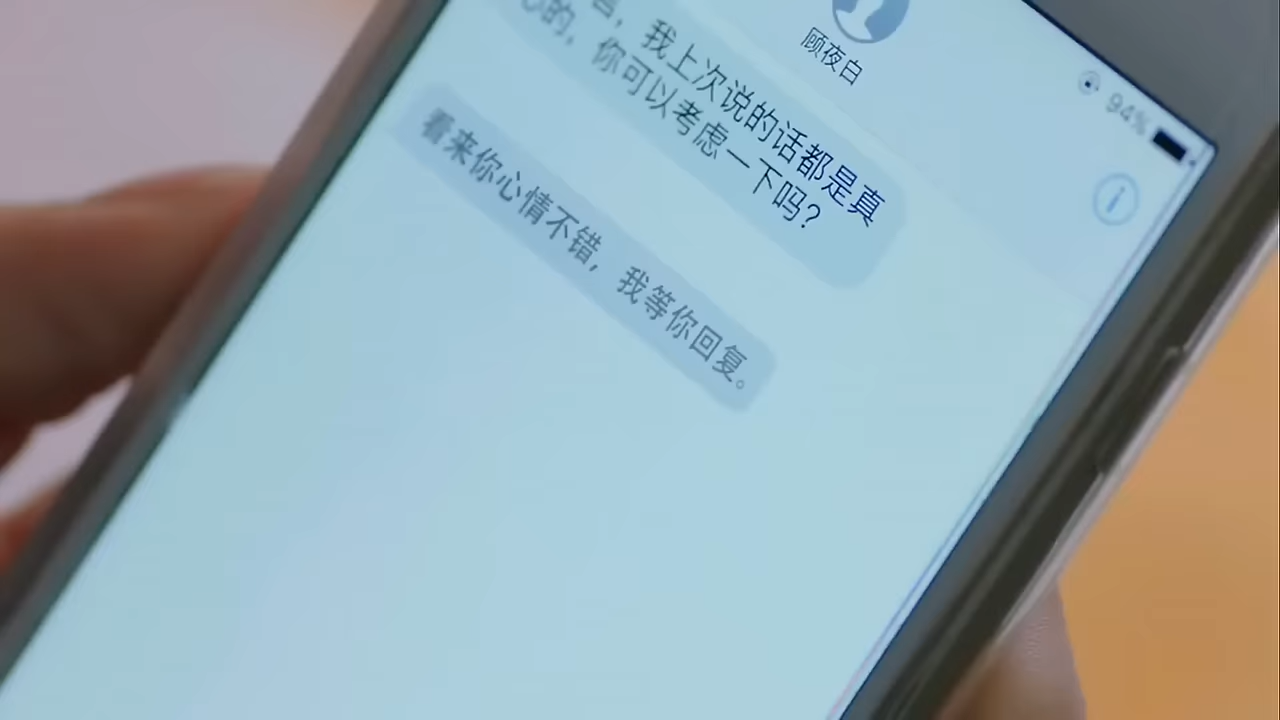 94%
顾夜白
，我上次说的话都是真
的，你可以考虑一下吗？
看来你心情不错，我等你回复。